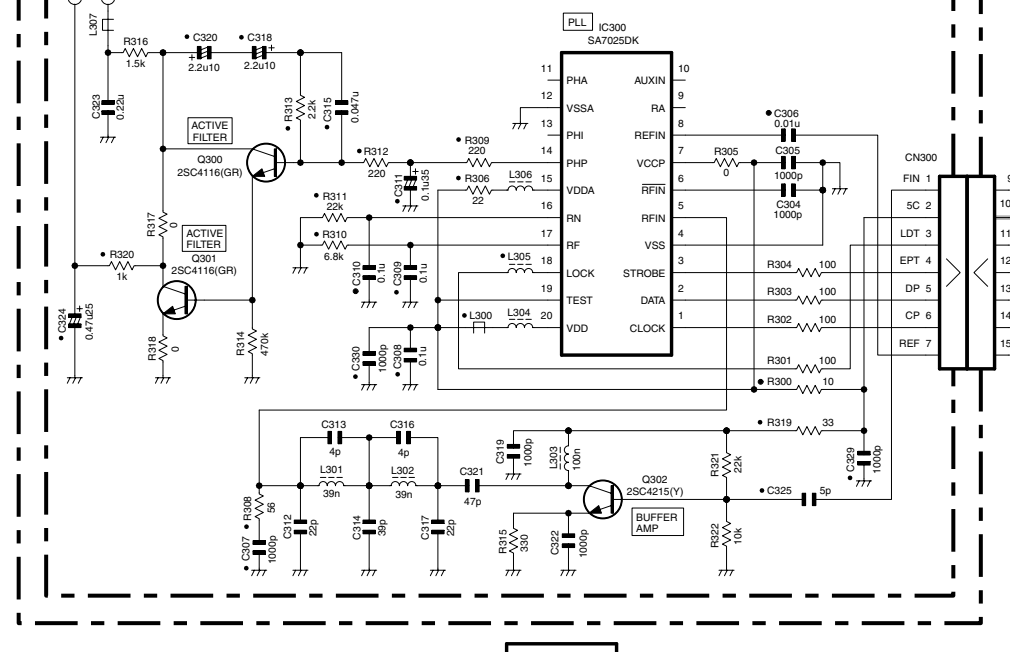 PLL
IC300
SA7025DK
L307
R316
1.5k
C320
+
2.2u10
C318
+
2.2u10
C323
0.22u
R313
2.2k
C315
0.047u
ACTIVE
FILTER
Q300
2SC4116(GR)
R312
220
C311
+
0.1u35
R309
220
R306
22
L306
R311
22k
R310
6.8k
C310
0.1u
C309
0.1u
L305
L300
L304
C330
1000p
C308
0.1u
R317
0
ACTIVE
FILTER
Q301
2SC4116(GR)
R320
1k
C324
+
0.47u25
R318
0
R314
470k
11 PHA
12 VSSA
13 PHI
14 PHP
15 VDDA
16 RN
17 RF
18 LOCK
19 TEST
20 VDD
AUXIN 10
RA 9
REFIN 8
VCCP 7
RFIN 6
RFIN 5
VSS 4
STROBE 3
DATA 2
CLOCK 1
C306
0.01u
R305
0
C305
1000p
C304
1000p
R304 100
R303 100
R302 100
R301 100
R300 10
R319 33
CN300
FIN 1
5C 2
LDT 3
EPT 4
DP 5
CP 6
REF 7
9
10
11
12
13
14
15
C313
4p
C316
4p
L301
39n
L302
39n
C321
47p
R308
56
C307
1000p
C312
22p
C314
39p
C317
22p
C319
1000p
L303
100n
Q302
2SC4215(Y)
BUFFER
AMP
R315
330
C322
1000p
R321
22k
R322
10k
C325 5p
C329
1000p